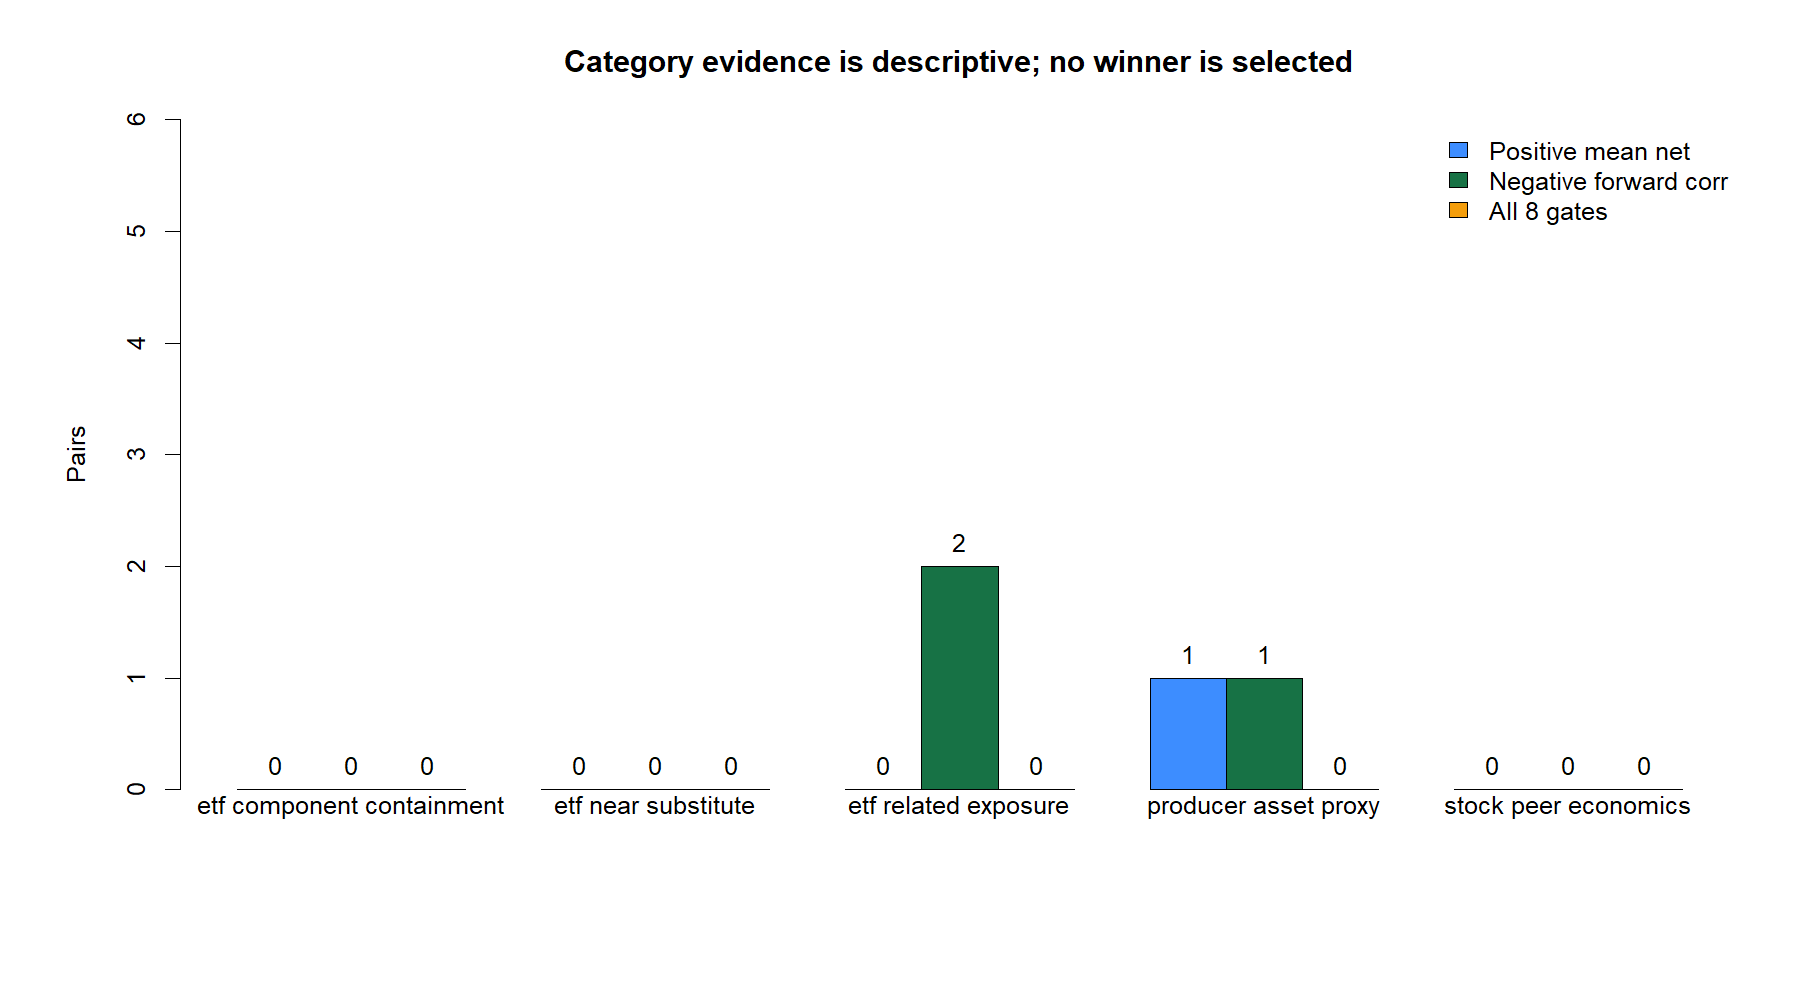 Category evidence is descriptive; no winner is selected
Positive mean net
Negative forward corr
All 8 gates
Pairs
6
5
4
3
2
1
0
2
1 1
0 0 0 0 0 0 0 0 0 0 0 0
etf component containment etf near substitute etf related exposure producer asset proxy stock peer economics